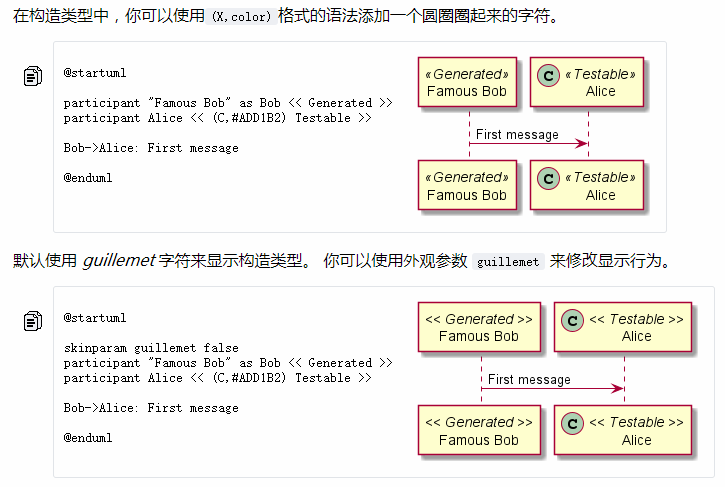 在构造类型中，你可以使用(X,color)格式的语法添加一个圆圈圈起来的字符。
@startuml
participant "Famous Bob" as Bob << Generated >>
participant Alice << (C,#ADD1B2) Testable >>
Bob->Alice: First message
@enduml
«Generated»
Famous Bob
C «Testable»
Alice
First message
«Generated»
Famous Bob
C «Testable»
Alice
默认使用 guillemet 字符来显示构造类型。 你可以使用外观参数 guillemet 来修改显示行为。
@startuml
skinparam guillemet false
participant "Famous Bob" as Bob << Generated >>
participant Alice << (C,#ADD1B2) Testable >>
Bob->Alice: First message
@enduml
<< Generated >>
Famous Bob
C << Testable >>
Alice
First message
<< Generated >>
Famous Bob
C << Testable >>
Alice